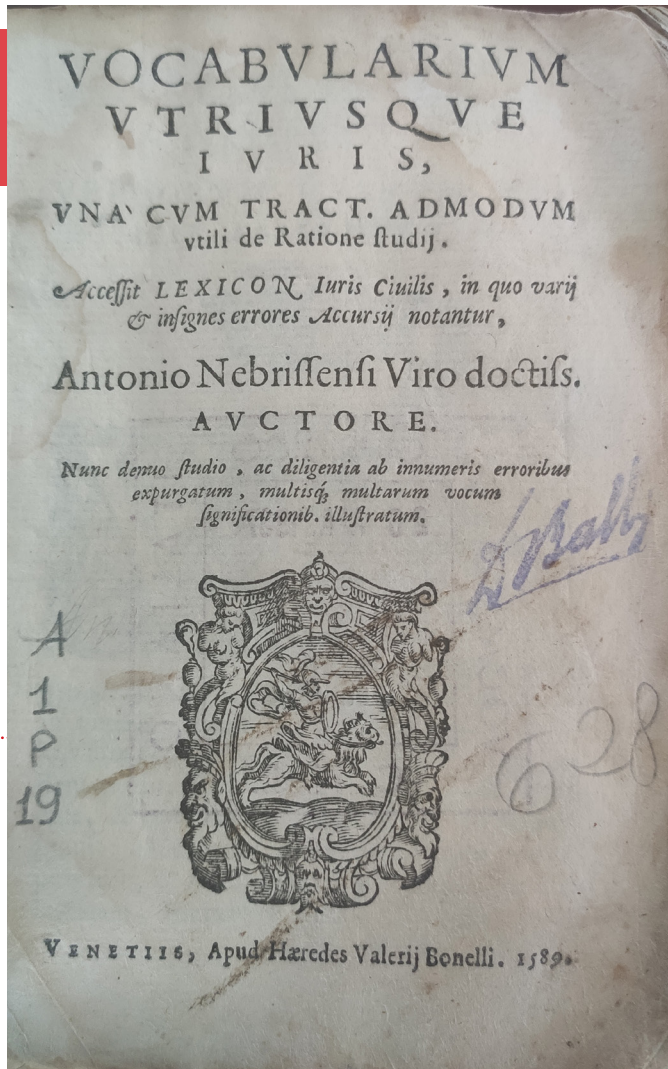 VOCABVLARIVM
VTRIVSQVE
IVRIS,
VNA` CVM TRACT. ADMODVM
vtili de Ratione ſtudij.
Acceſſit LEXICON Iuris Ciuilis, in quo varij
& inſignes errores Accurſij notantur,
Antonio Nebriſſenſi Viro doctiſs.
AVCTORE.
Nunc denuo ſtudio, ac diligentia ab innumeris erroribus
expurgatum, multisq́ꝫ multarum vocum
ſignificationib. illuſtratum.
A
1
P
19
628
VENETIIS, Apud Hæredes Valerij Bonelli. 1589.